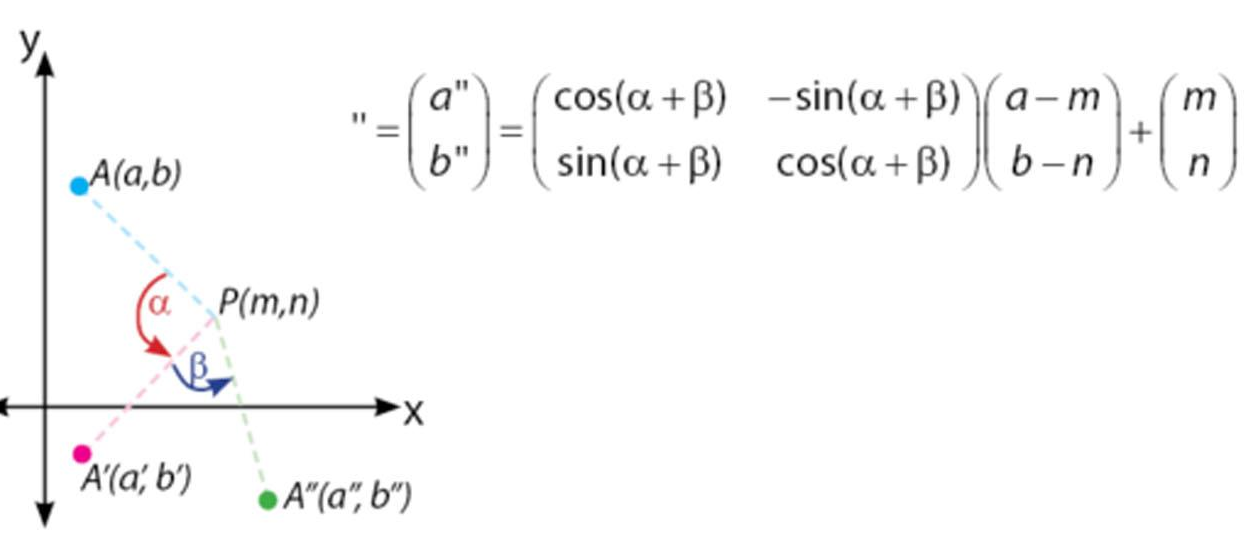 y
" = (a" b") = (cos(α + β) −sin(α + β) sin(α + β) cos(α + β)) (a − m b − n) + (m n)
A(a,b)
α
P(m,n)
β
x
A'(a', b')
A"(a", b")